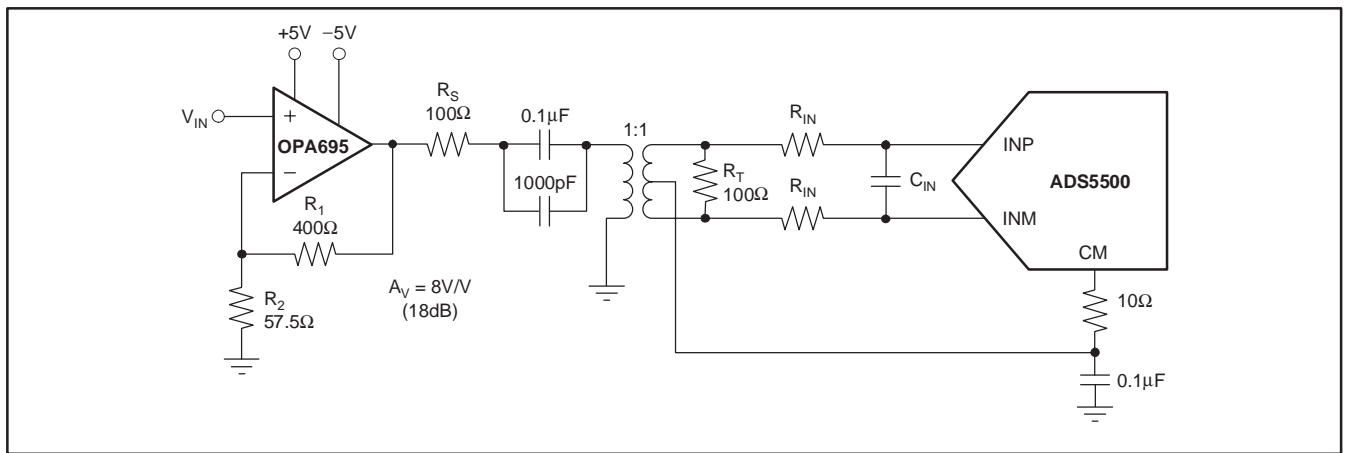 +5V −5V
V_IN
+
−
OPA695
R_S
100Ω
0.1μF
1000pF
1:1
R_T
100Ω
R_IN
R_IN
C_IN
INP
INM
ADS5500
CM
10Ω
0.1μF
R_1
400Ω
R_2
57.5Ω
A_V = 8V/V
(18dB)